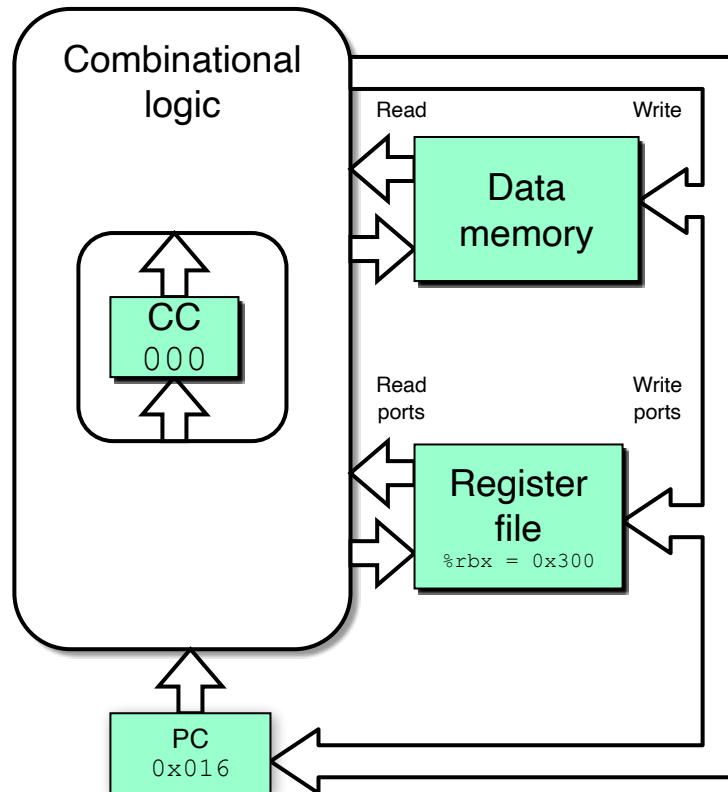 Combinational
logic
Read
Write
Data
memory
CC
000
Read
ports
Write
ports
Register
file
%rbx = 0x300
PC
0x016